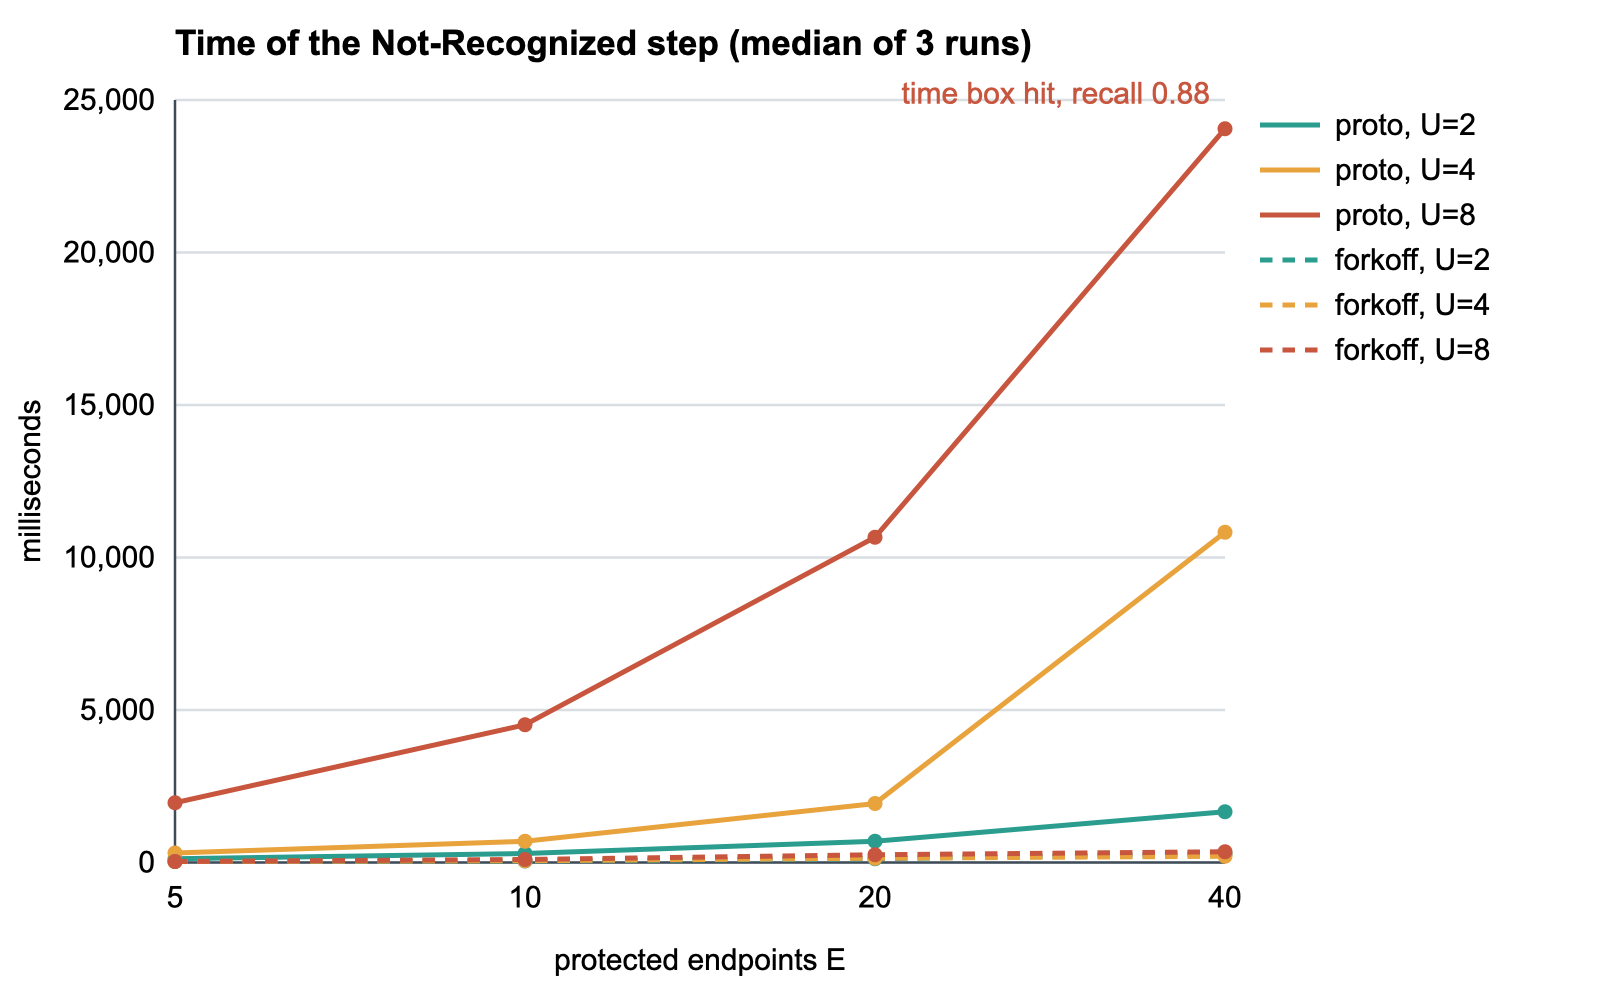 Time of the Not-Recognized step (median of 3 runs)
time box hit, recall 0.88
25,000
20,000
15,000
10,000
5,000
0
milliseconds
5
10
20
40
protected endpoints E
proto, U=2
proto, U=4
proto, U=8
forkoff, U=2
forkoff, U=4
forkoff, U=8